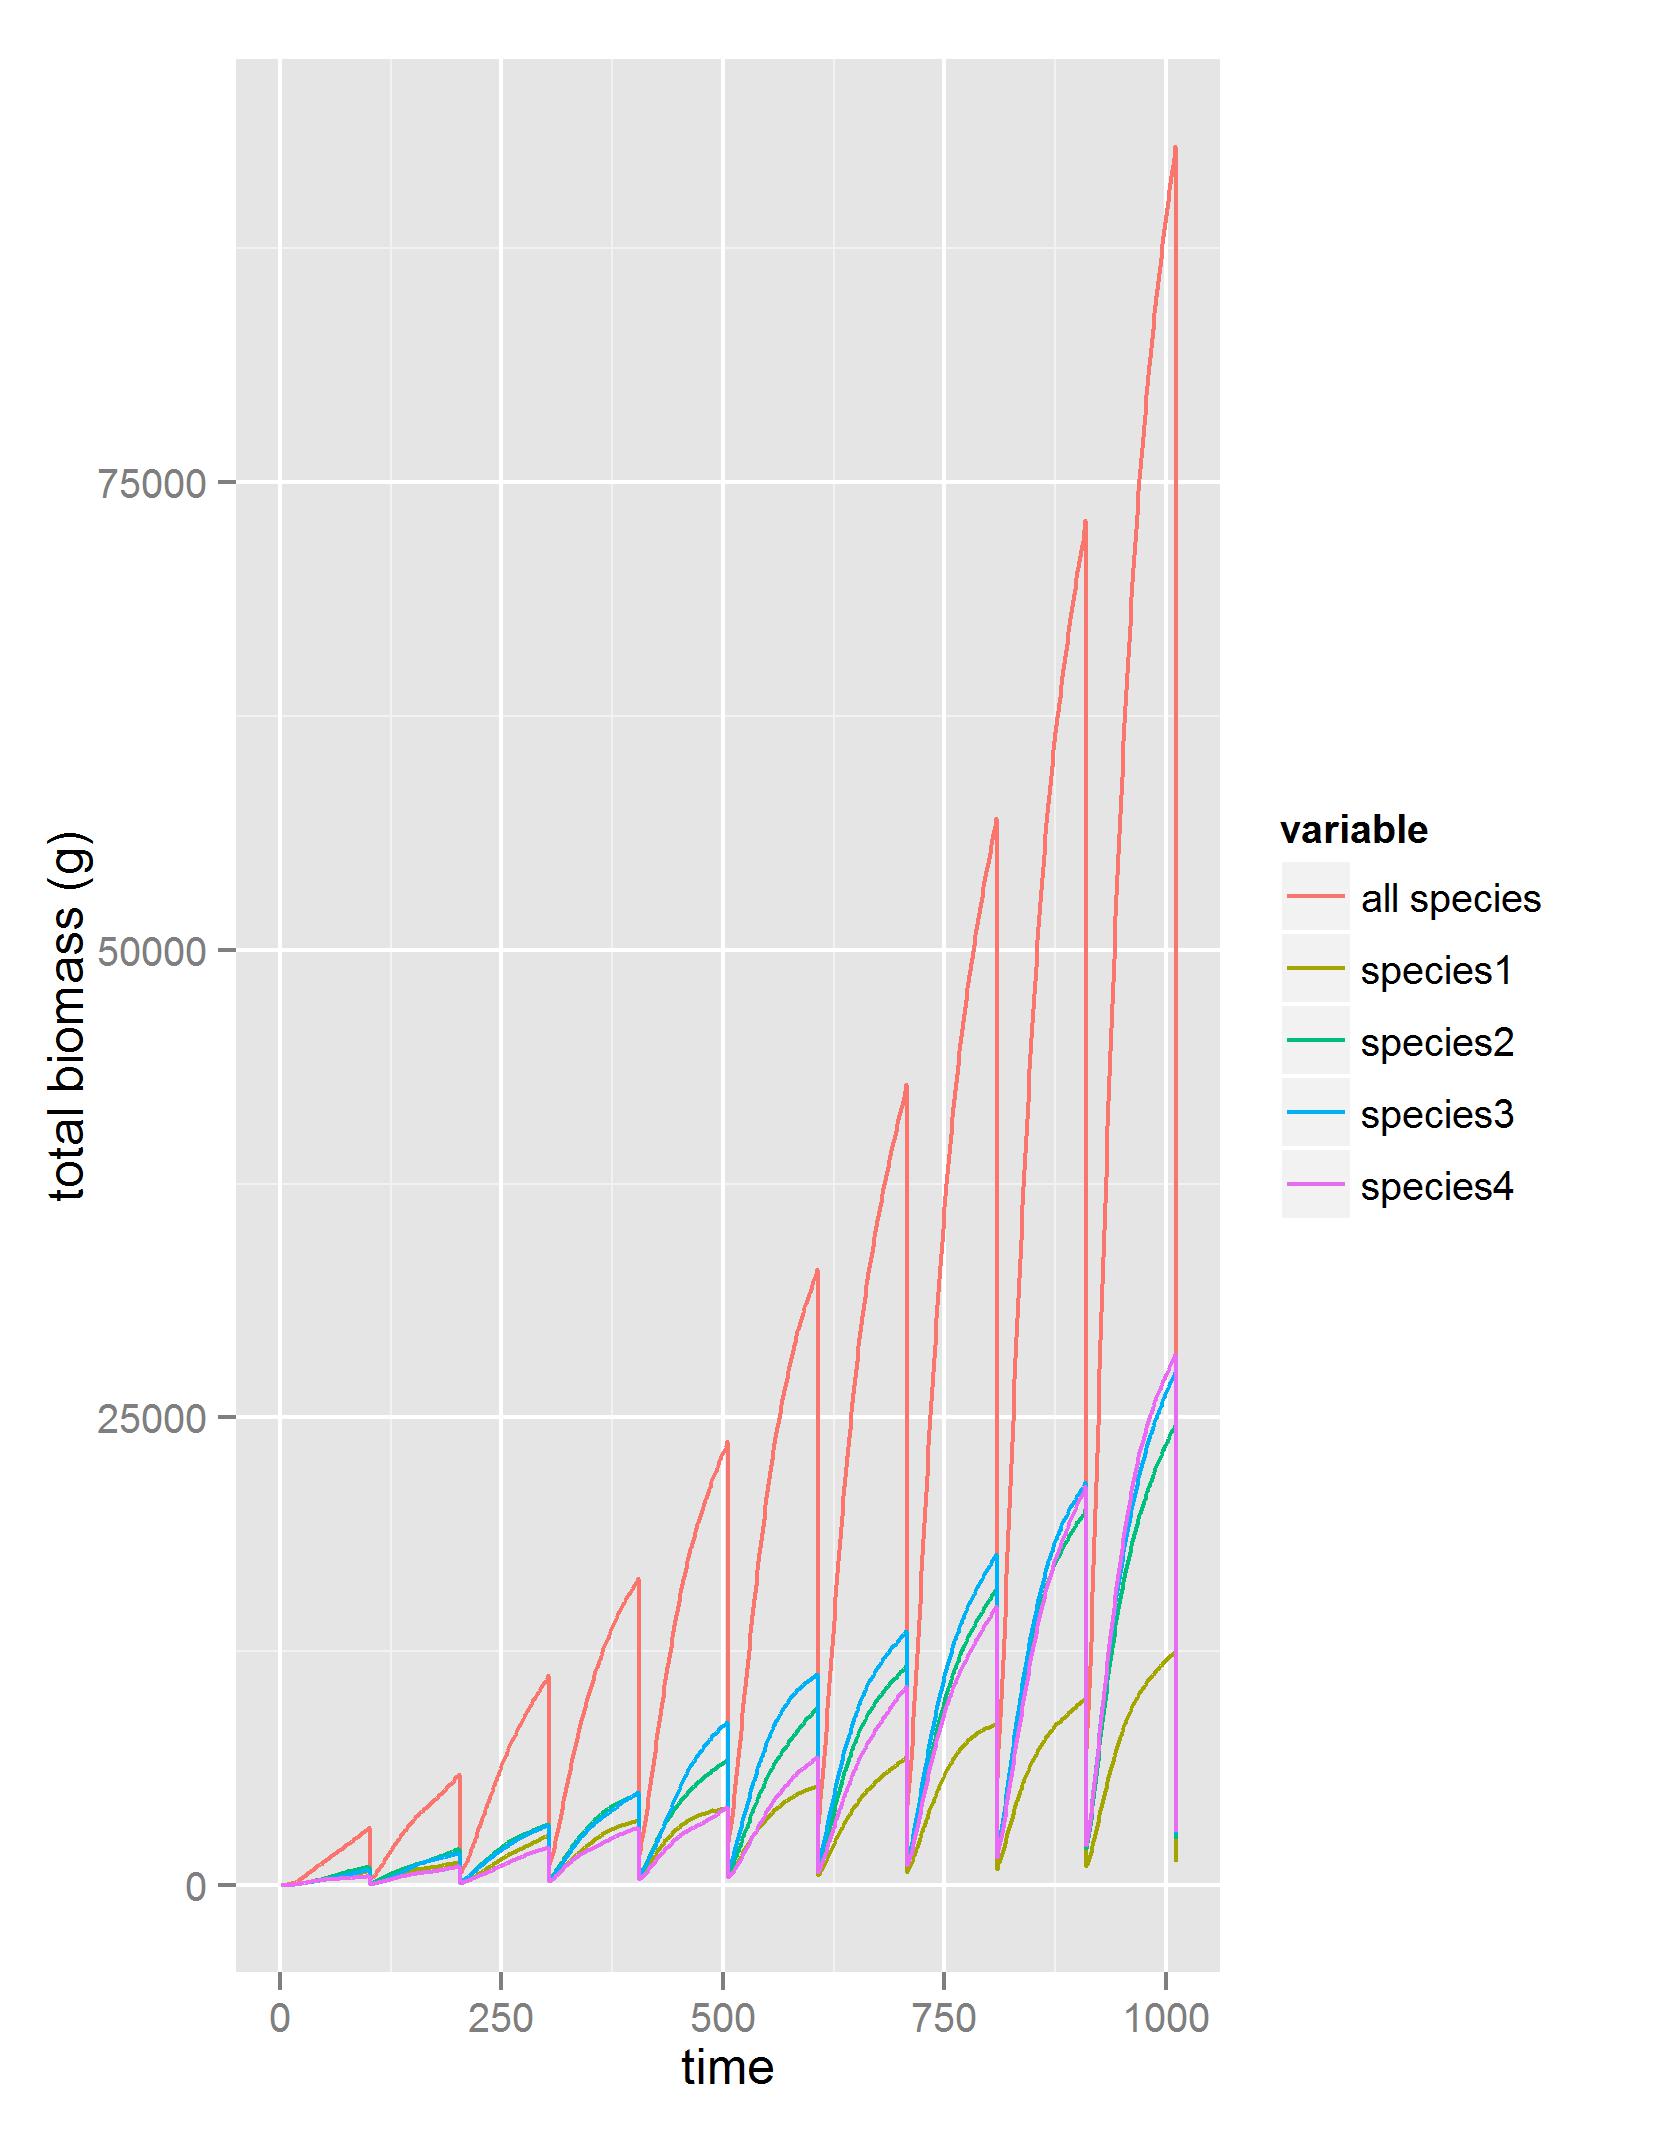 total biomass (g)
75000
50000
25000
0
0 250 500 750 1000
time
variable
all species
species1
species2
species3
species4